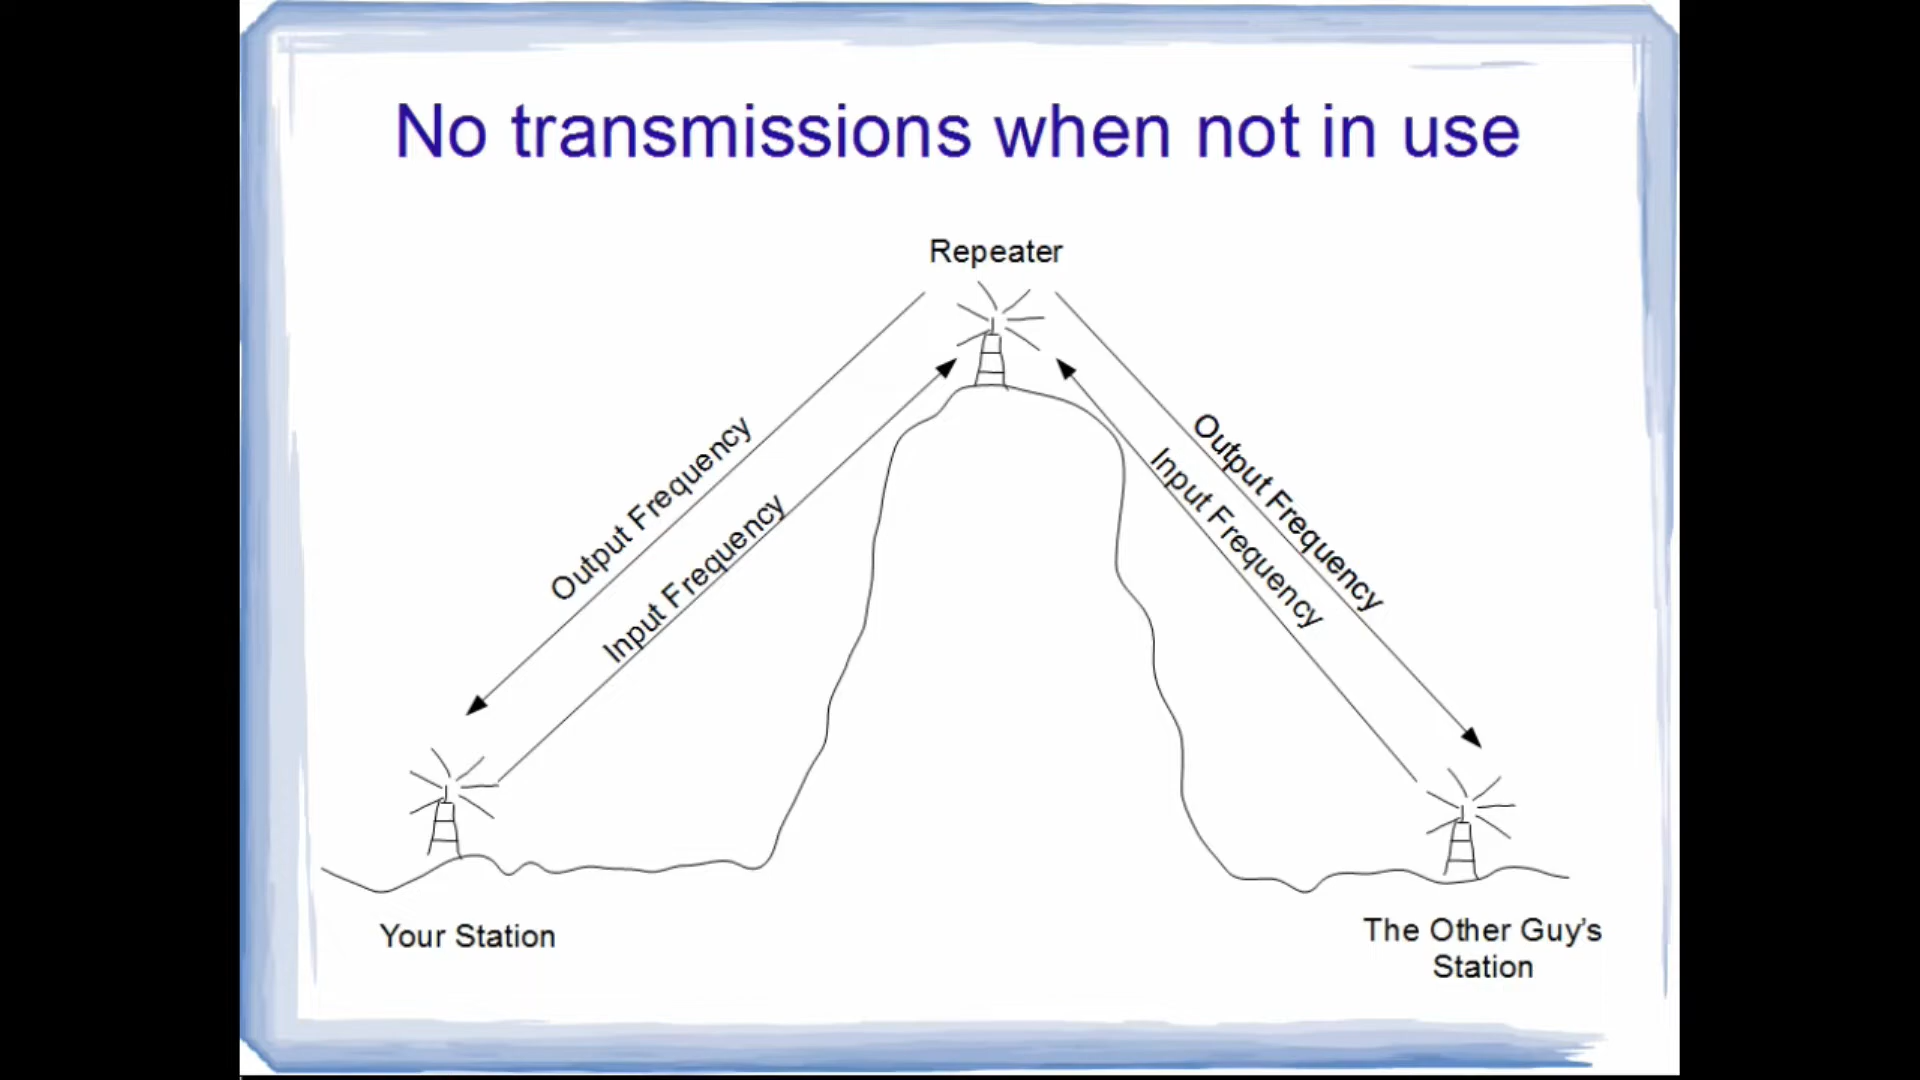 No transmissions when not in use
Repeater
Output Frequency
Input Frequency
Output Frequency
Input Frequency
Your Station
The Other Guy’s
Station